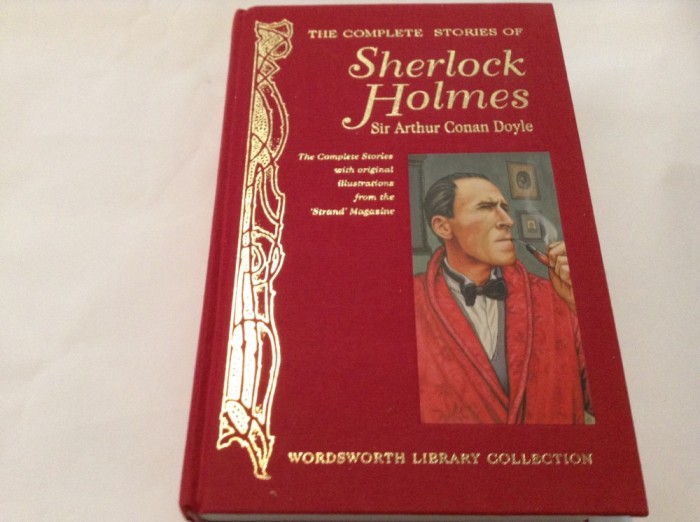 THE COMPLETE STORIES OF
Sherlock
Holmes
Sir Arthur Conan Doyle
The Complete Stories
with original
illustrations
from the
'Strand' Magazine
WORDSWORTH LIBRARY COLLECTION